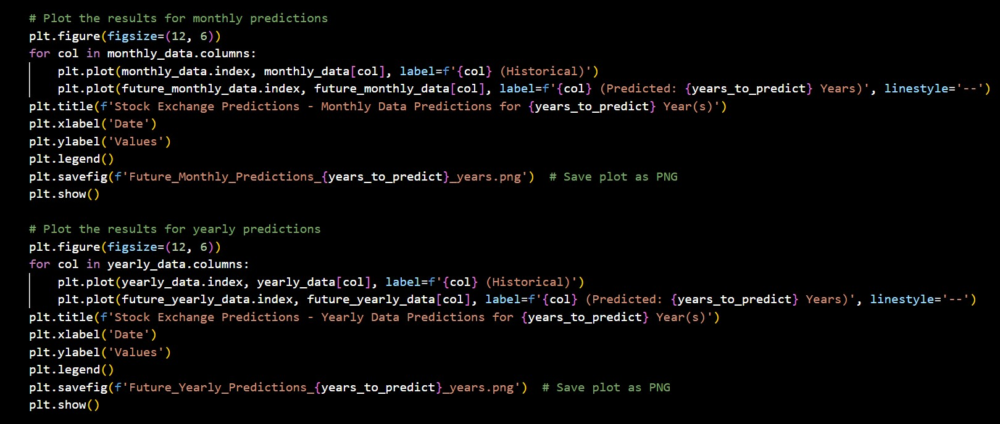 # Plot the results for monthly predictions
plt.figure(figsize=(12, 6))
for col in monthly_data.columns:
    plt.plot(monthly_data.index, monthly_data[col], label=f'{col} (Historical)')
    plt.plot(future_monthly_data.index, future_monthly_data[col], label=f'{col} (Predicted: {years_to_predict} Years)', linestyle='--')
plt.title(f'Stock Exchange Predictions - Monthly Data Predictions for {years_to_predict} Year(s)')
plt.xlabel('Date')
plt.ylabel('Values')
plt.legend()
plt.savefig(f'Future_Monthly_Predictions_{years_to_predict}_years.png')  # Save plot as PNG
plt.show()

# Plot the results for yearly predictions
plt.figure(figsize=(12, 6))
for col in yearly_data.columns:
    plt.plot(yearly_data.index, yearly_data[col], label=f'{col} (Historical)')
    plt.plot(future_yearly_data.index, future_yearly_data[col], label=f'{col} (Predicted: {years_to_predict} Years)', linestyle='--')
plt.title(f'Stock Exchange Predictions - Yearly Data Predictions for {years_to_predict} Year(s)')
plt.xlabel('Date')
plt.ylabel('Values')
plt.legend()
plt.savefig(f'Future_Yearly_Predictions_{years_to_predict}_years.png')  # Save plot as PNG
plt.show()